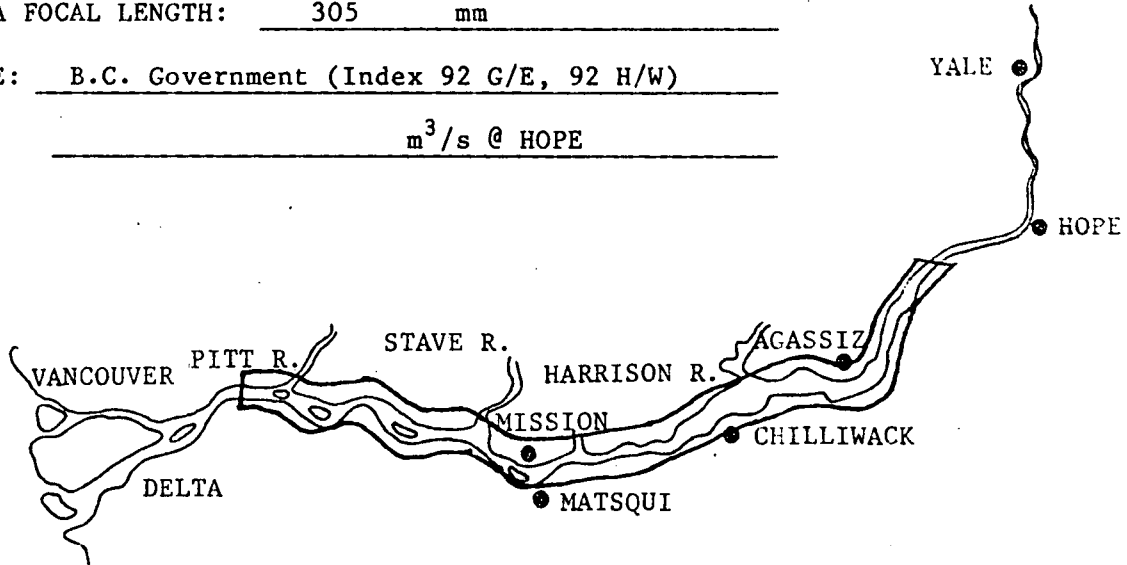 A FOCAL LENGTH: 305 mm
E: B.C. Government (Index 92 G/E, 92 H/W)
m³/s @ HOPE
YALE
HOPE
AGASSIZ
STAVE R.
PITT R.
VANCOUVER
HARRISON R.
MISSION
CHILLIWACK
DELTA
MATSQUI